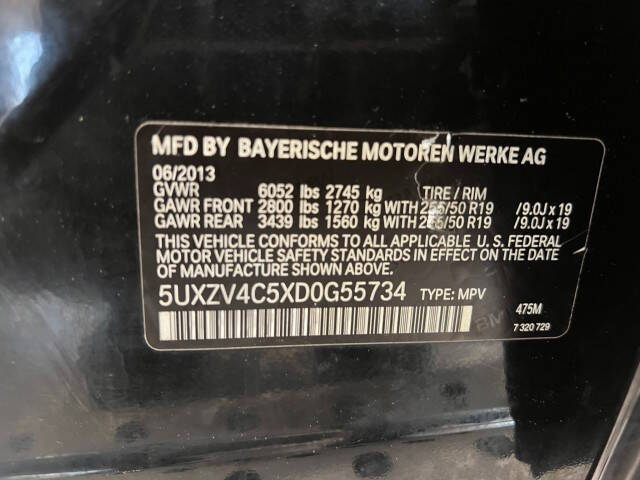 MFD BY BAYERISCHE MOTOREN WERKE AG
06/2013
GVWR 6052 lbs 2745 kg TIRE / RIM
GAWR FRONT 2800 lbs 1270 kg WITH 255/50 R19 /9.0J x 19
GAWR REAR 3439 lbs 1560 kg WITH 255/50 R19 /9.0J x 19
THIS VEHICLE CONFORMS TO ALL APPLICABLE U. S. FEDERAL
MOTOR VEHICLE SAFETY STANDARDS IN EFFECT ON THE
DATE OF MANUFACTURE SHOWN ABOVE.
5UXZV4C5XD0G55734 TYPE: MPV
475M
BM
7 320 729